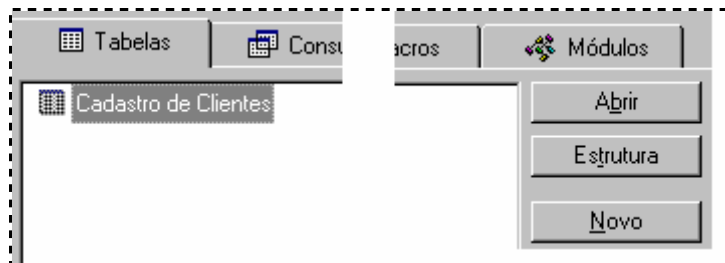 Tabelas Consu acros Módulos
Cadastro de Clientes
Abrir
Estrutura
Novo